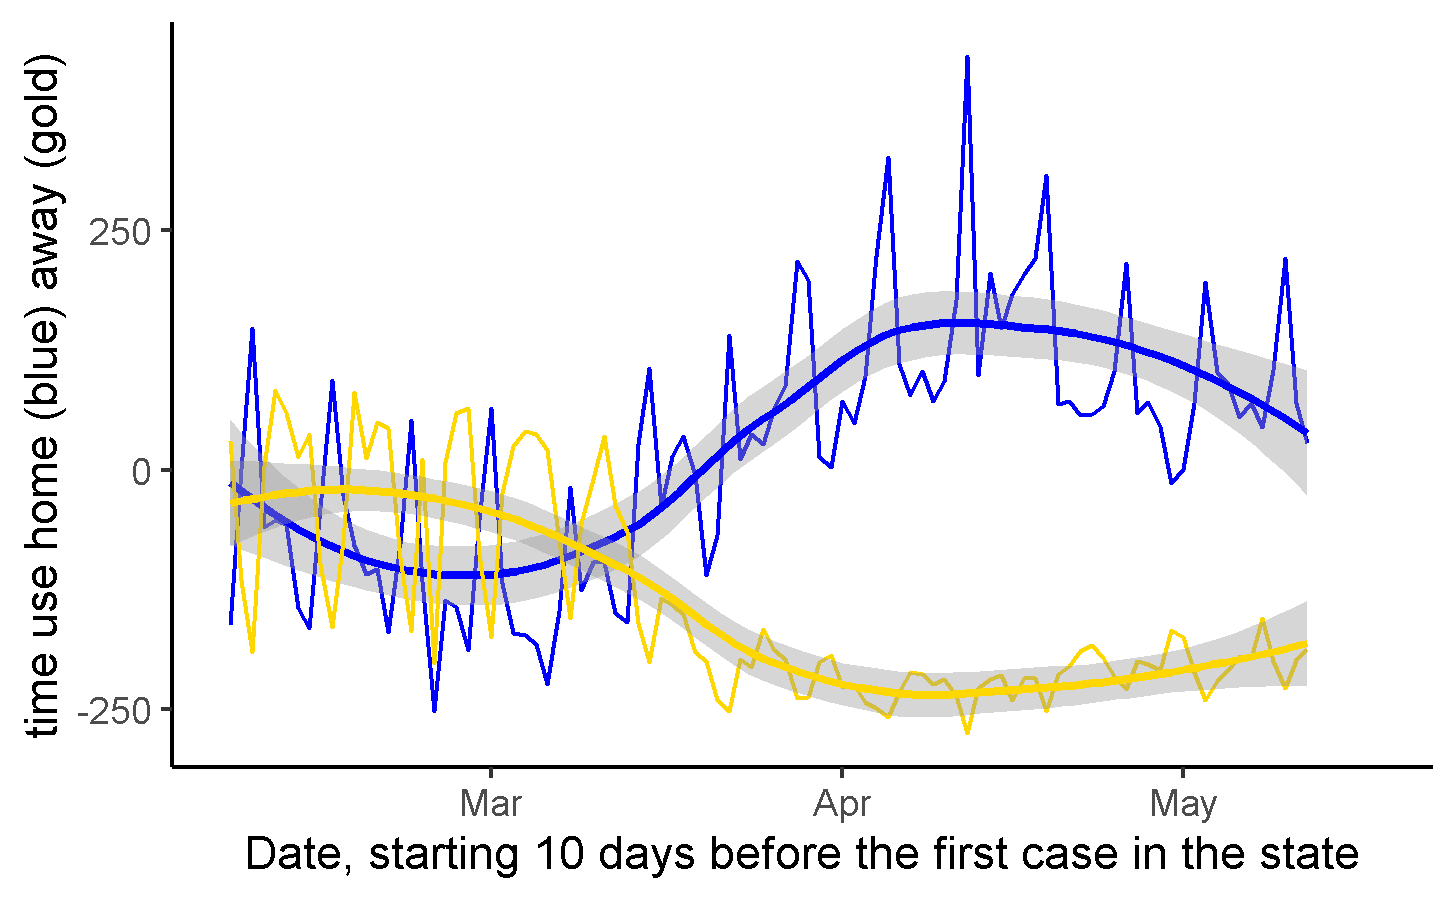 time use home (blue) away (gold)
250
0
-250
Mar
Apr
May
Date, starting 10 days before the first case in the state